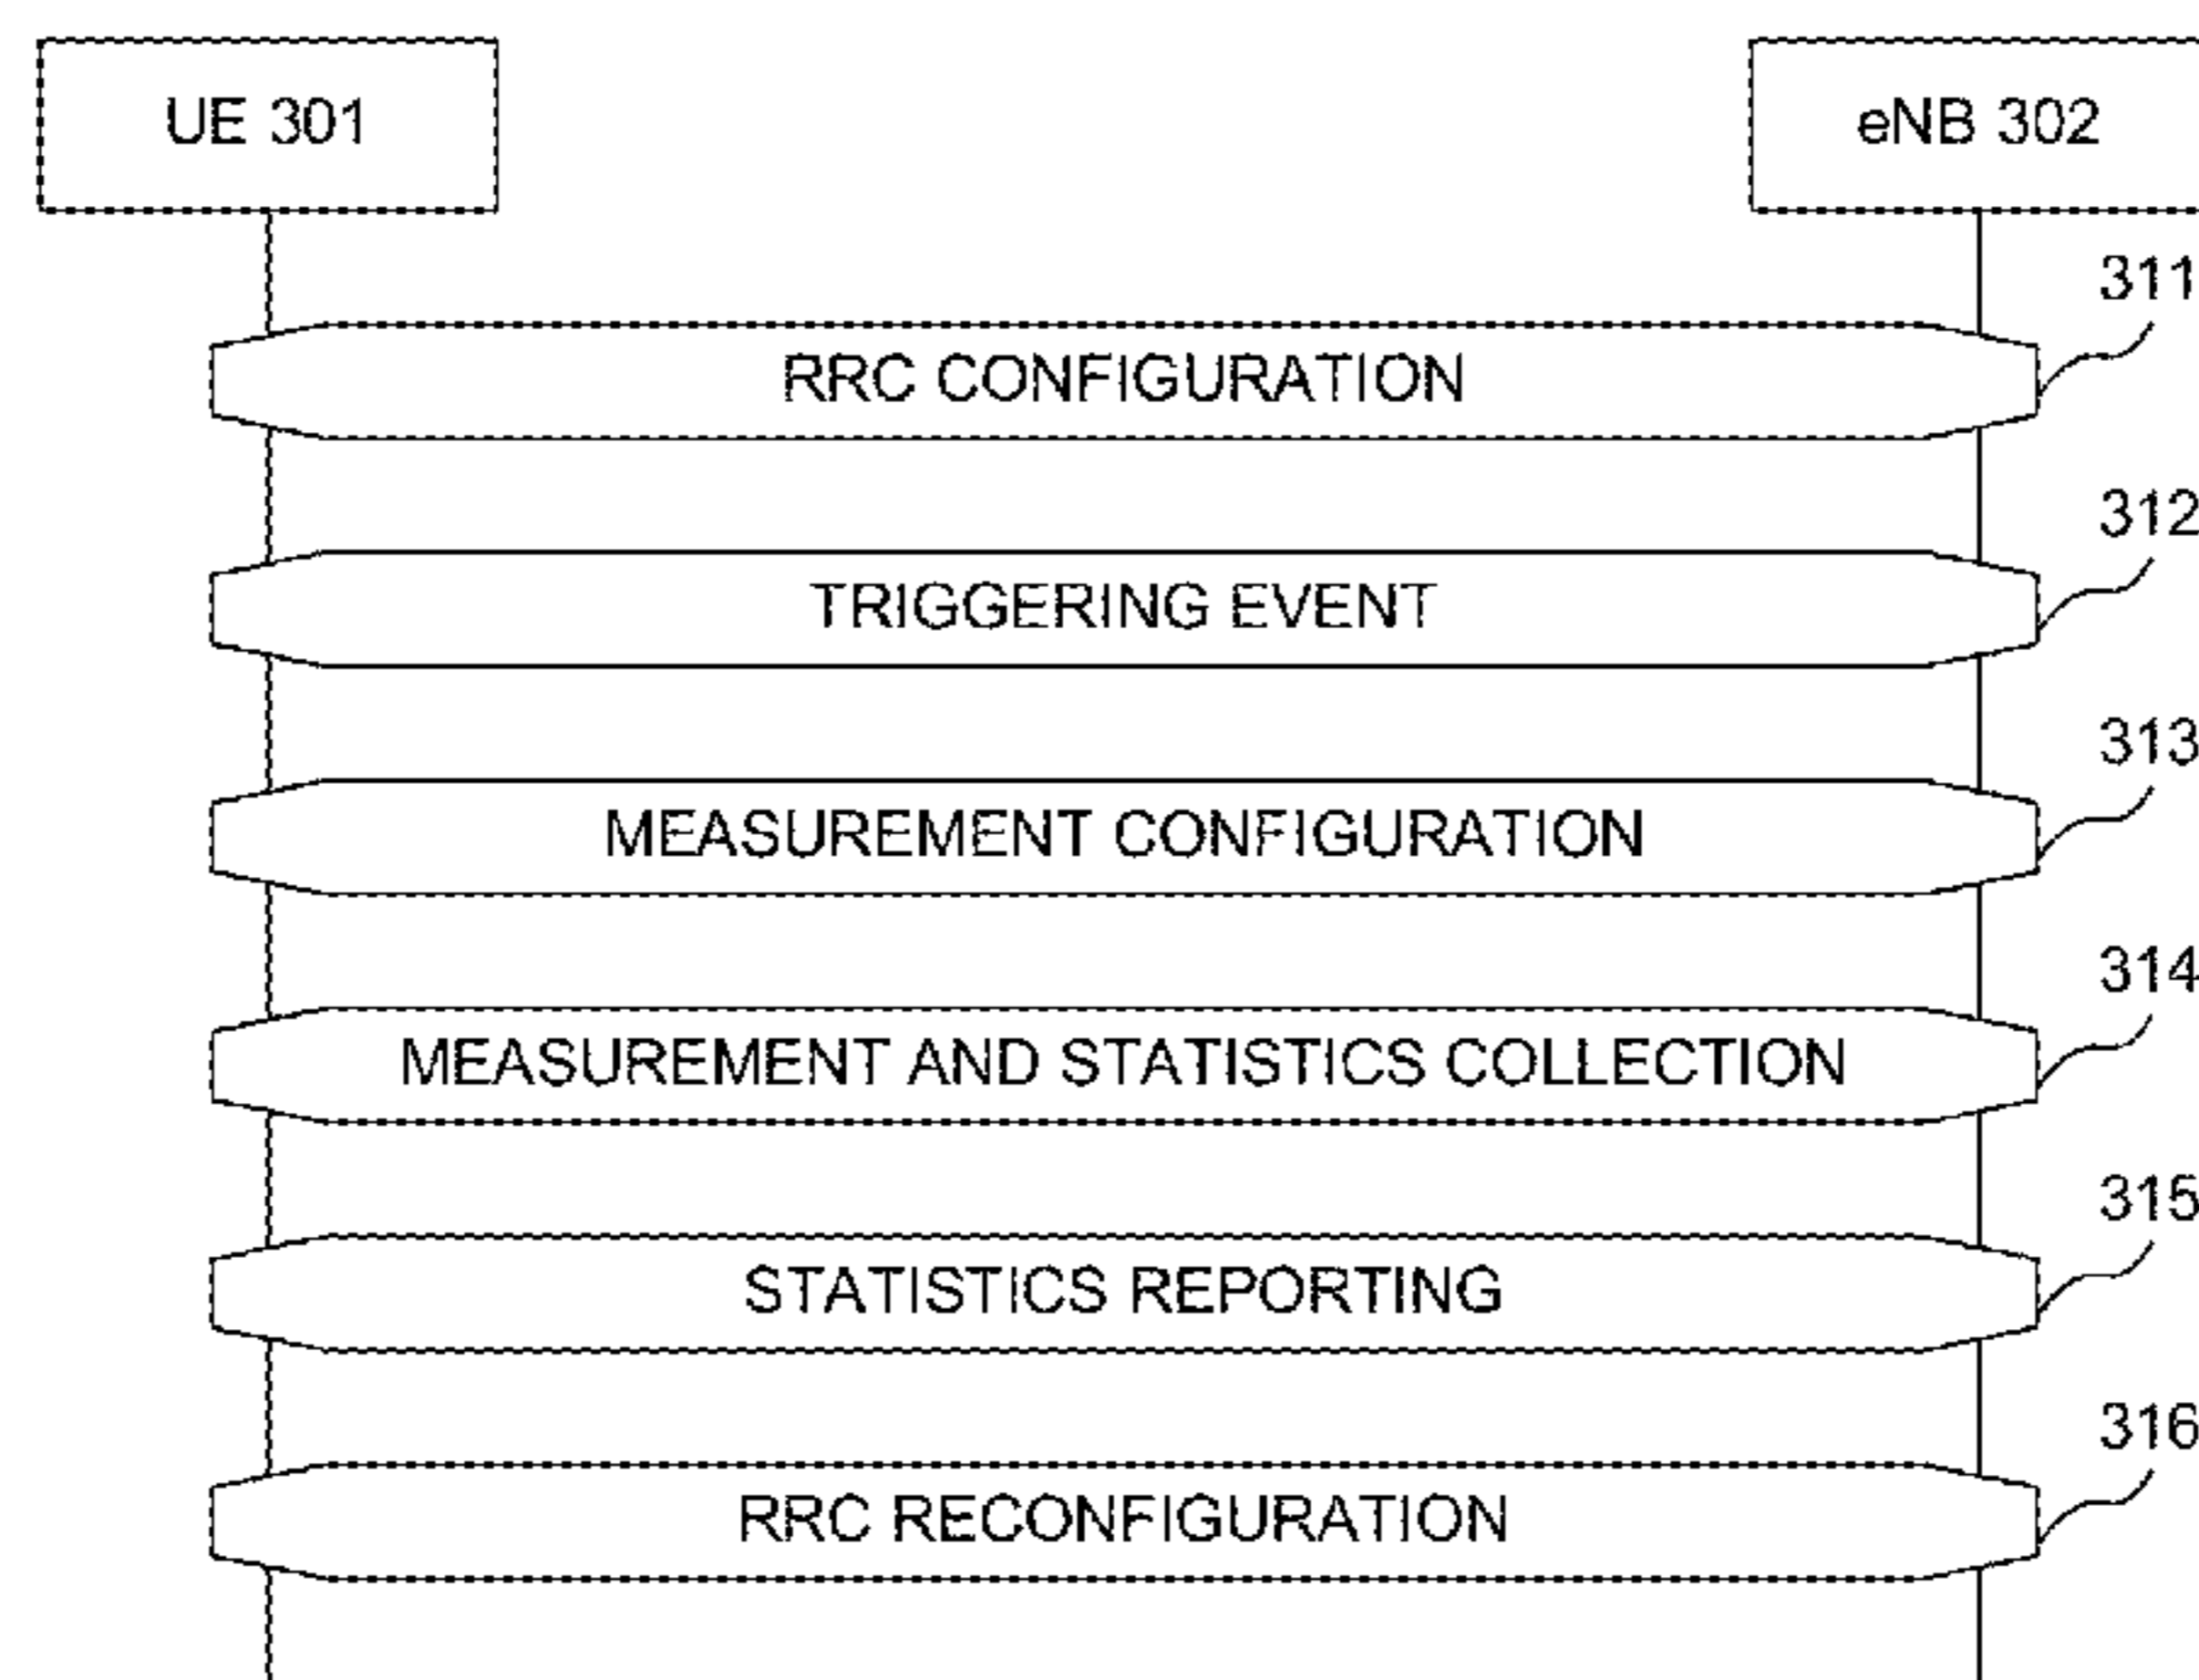 UE 301
eNB 302
311
RRC CONFIGURATION
312
TRIGGERING EVENT
313
MEASUREMENT CONFIGURATION
314
MEASUREMENT AND STATISTICS COLLECTION
315
STATISTICS REPORTING
316
RRC RECONFIGURATION